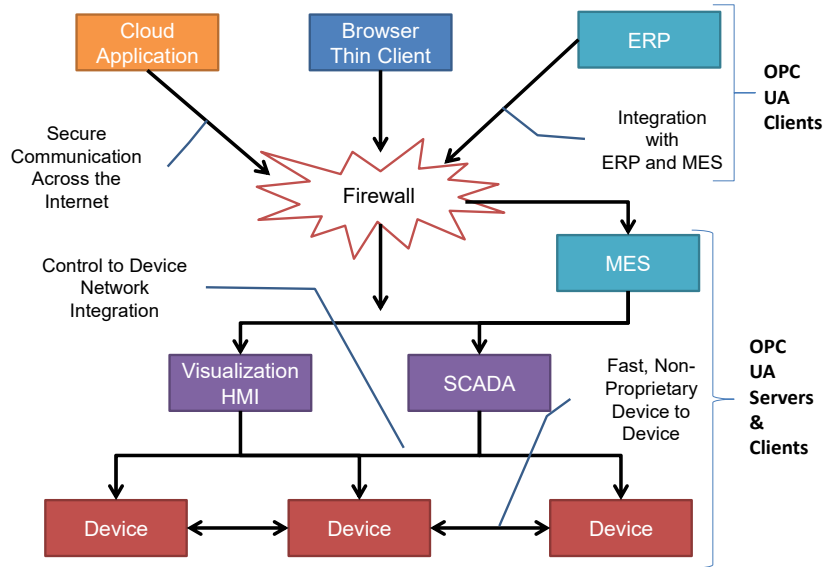 Cloud
Application
Browser
Thin Client
ERP
OPC
UA
Clients
Secure
Communication
Across the
Internet
Integration
with
ERP and MES
Firewall
MES
Control to Device
Network
Integration
Visualization
HMI
SCADA
Fast, Non-
Proprietary
Device to
Device
OPC
UA
Servers
&
Clients
Device
Device
Device